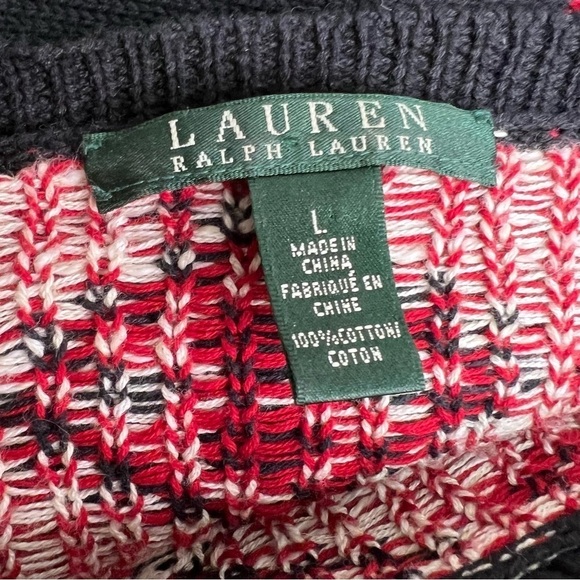 LAUREN
RALPH LAUREN
L
MADE IN
CHINA
FABRIQUÉ EN
CHINE
100%COTTON/
COTON